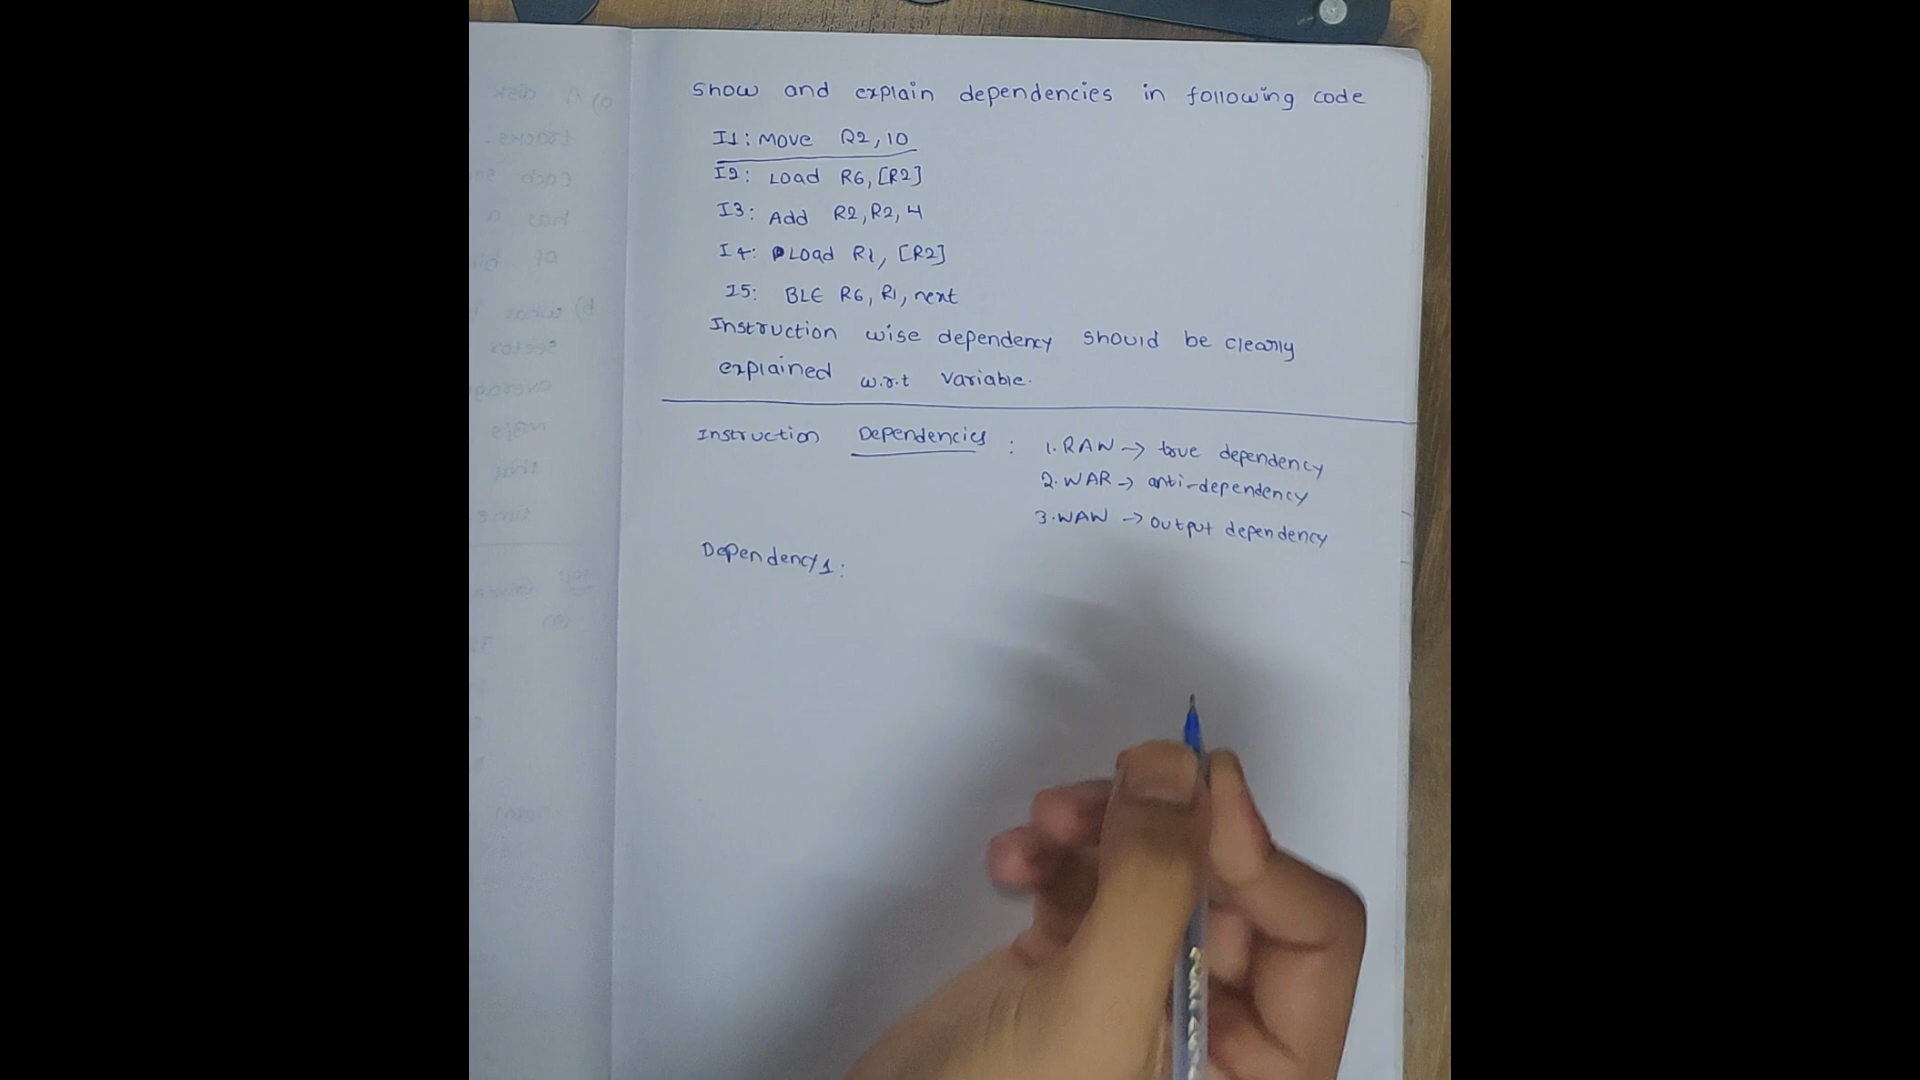 Show and explain dependencies in following code
I1: Move R2, 10
I2: Load R6, [R2]
I3: Add R2, R2, 4
I4: Load R1, [R2]
I5: BLE R6, R1, next
Instruction wise dependency should be clearly
explained w.r.t variable.
Instruction Dependencies : 1. RAW → true dependency
2. WAR → anti-dependency
3. WAW → output dependency
Dependency1: